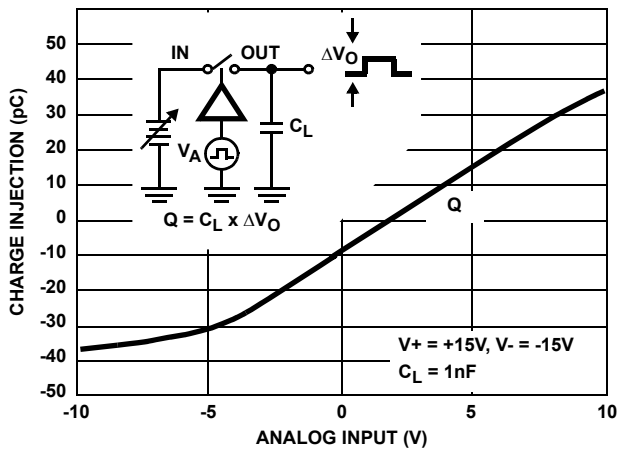 50
40
30
20
10
0
-10
-20
-30
-40
-50
CHARGE INJECTION (pC)
IN
OUT
ΔVO
CL
VA
Q = CL x ΔVO
Q
V+ = +15V, V- = -15V
CL = 1nF
-10
-5
0
5
10
ANALOG INPUT (V)